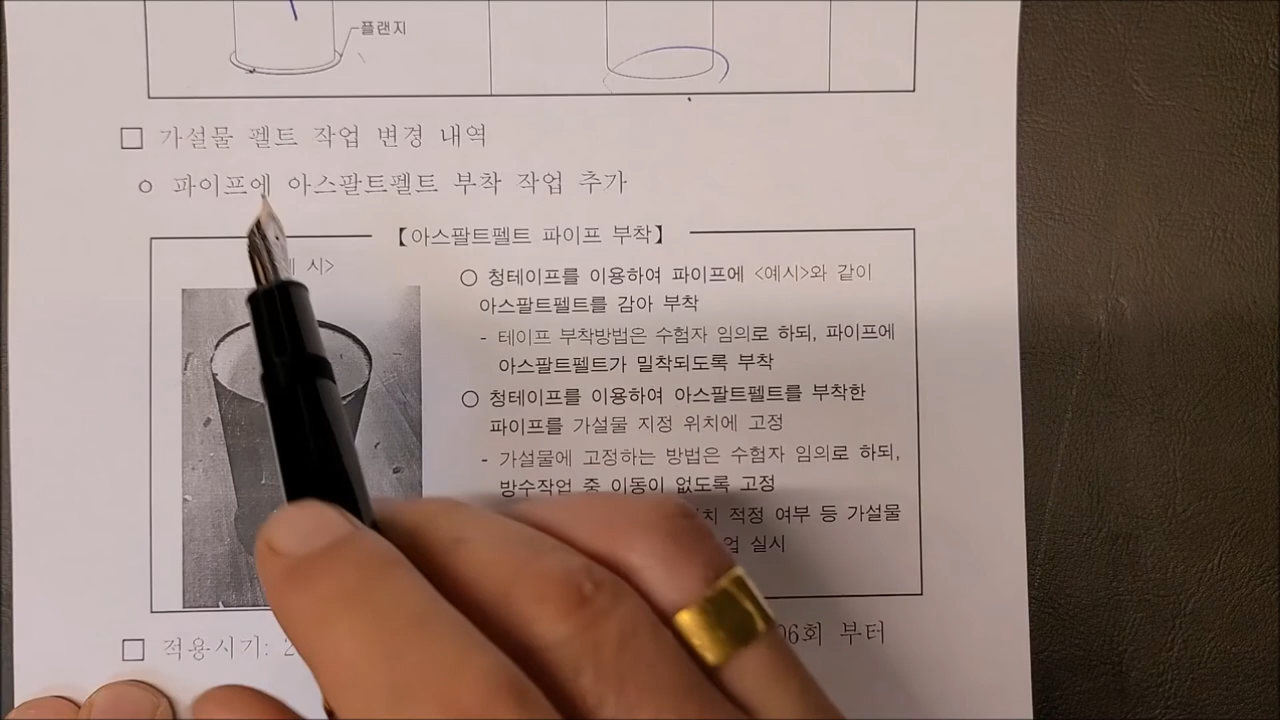 플랜지
□ 가설물 펠트 작업 변경 내역
○ 파이프에 아스팔트펠트 부착 작업 추가
【아스팔트펠트 파이프 부착】
시>
○ 청테이프를 이용하여 파이프에 <예시>와 같이
아스팔트펠트를 감아 부착
- 테이프 부착방법은 수험자 임의로 하되, 파이프에
아스팔트펠트가 밀착되도록 부착
○ 청테이프를 이용하여 아스팔트펠트를 부착한
파이프를 가설물 지정 위치에 고정
- 가설물에 고정하는 방법은 수험자 임의로 하되,
방수작업 중 이동이 없도록 고정
적정 여부 등 가설물
실시
□ 적용시기: 06회 부터